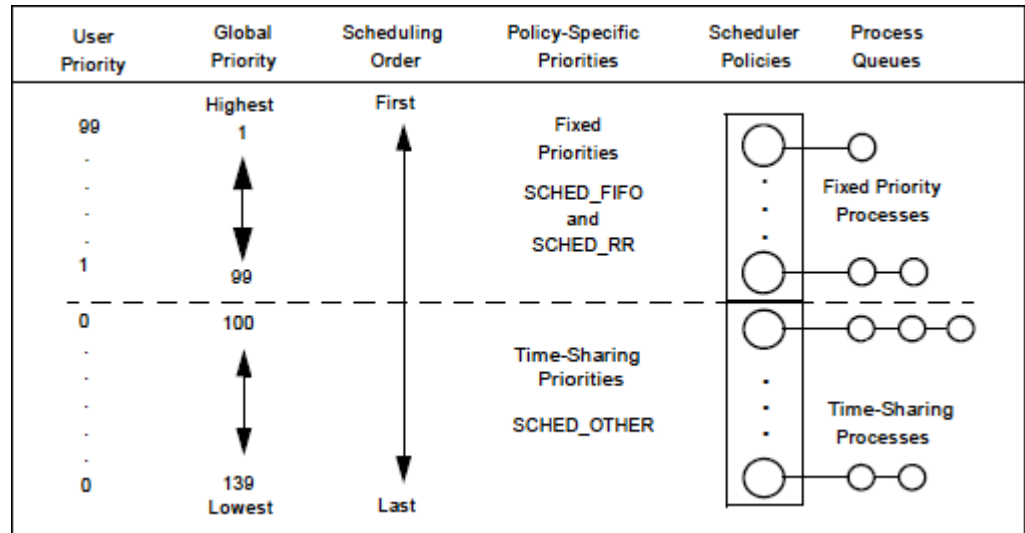 User Global Scheduling Policy-Specific Scheduler Process
Priority Priority Order Priorities Policies Queues
Highest First
99 1 Fixed
Priorities
SCHED_FIFO Fixed Priority
and Processes
SCHED_RR
1 99
0 100
Time-Sharing
Priorities
SCHED_OTHER Time-Sharing
Processes
0 139
Lowest Last